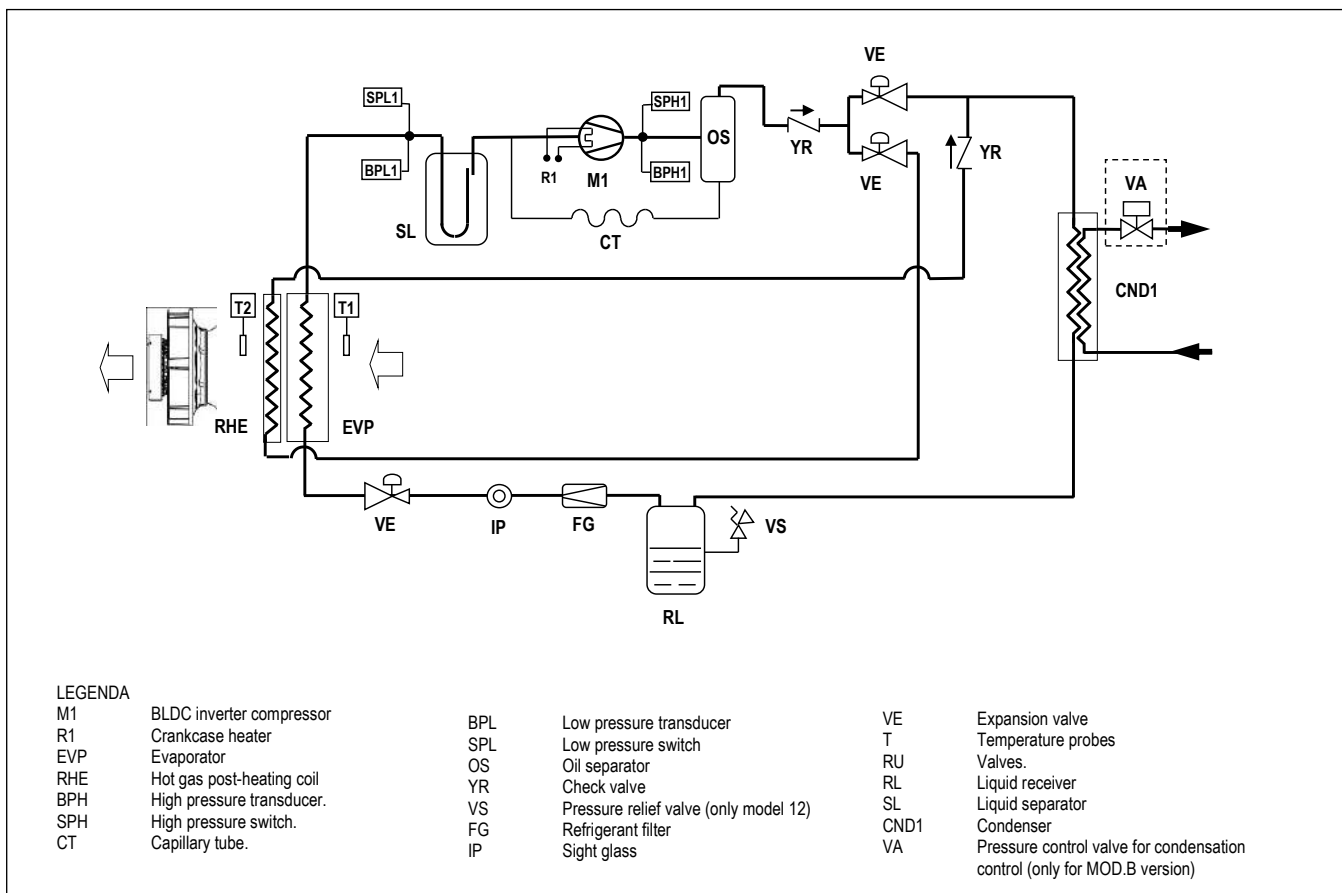 VE
SPL1
SPH1
OS
YR
BPL1
R1
M1
BPH1
VE
YR
VA
SL
CT
CND1
T2
T1
RHE
EVP
VE
IP
FG
VS
RL
LEGENDA
M1 BLDC inverter compressor
R1 Crankcase heater
EVP Evaporator
RHE Hot gas post-heating coil
BPH High pressure transducer.
SPH High pressure switch.
CT Capillary tube.
BPL Low pressure transducer
SPL Low pressure switch
OS Oil separator
YR Check valve
VS Pressure relief valve (only model 12)
FG Refrigerant filter
IP Sight glass
VE Expansion valve
T Temperature probes
RU Valves.
RL Liquid receiver
SL Liquid separator
CND1 Condenser
VA Pressure control valve for condensation
control (only for MOD.B version)